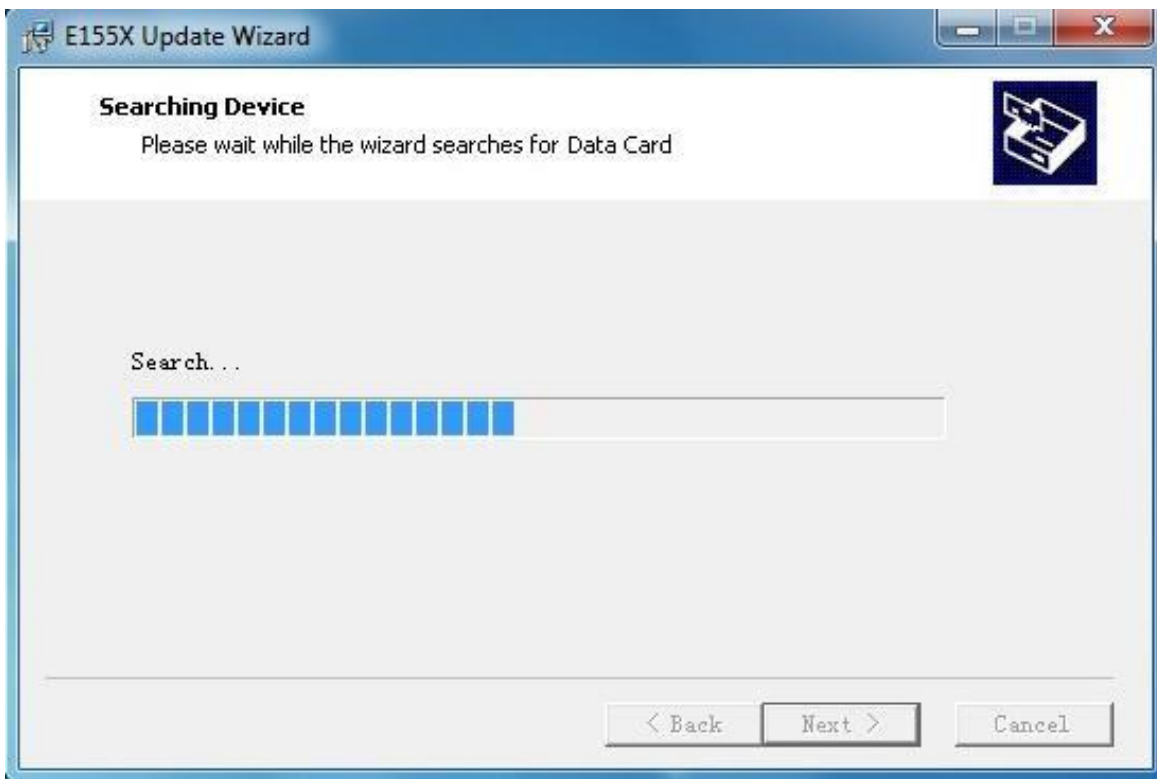 E155X Update Wizard
Searching Device
Please wait while the wizard searches for Data Card
Search...
< Back Next > Cancel